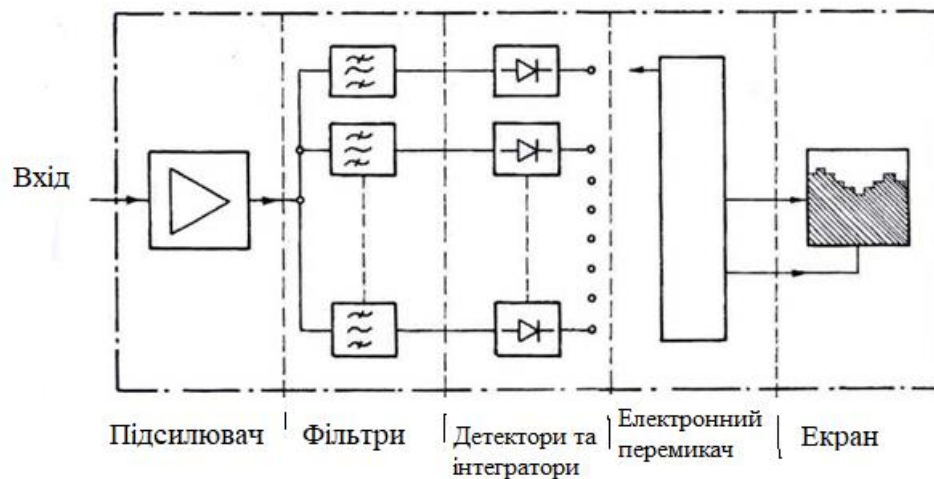 Вхід
Підсилювач
Фільтри
Детектори та
інтегратори
Електронний
перемикач
Екран